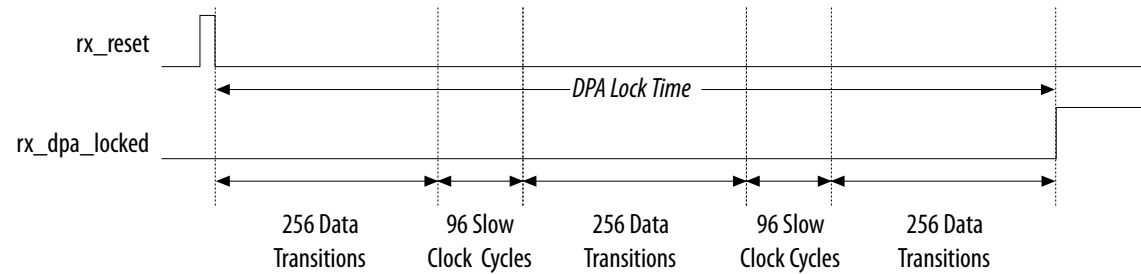 rx_reset
DPA Lock Time
rx_dpa_locked
256 Data
Transitions
96 Slow
Clock Cycles
256 Data
Transitions
96 Slow
Clock Cycles
256 Data
Transitions